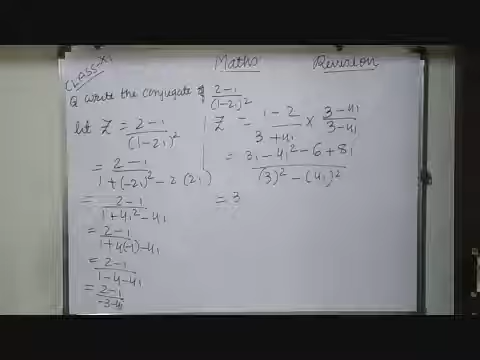 CLASS-XI
Maths
Revision
Q Write the conjugate of (2-i)/(1-2i)²
let Z = (2-i)/(1-2i)²
= (2-i)/(1+(-2i)²-2(2i))
= (2-i)/(1+4i²-4i)
= (2-i)/(1+4(-1)-4i)
= (2-i)/(1-4-4i)
= (2-i)/(-3-4i)
Z = (i-2)/(3+4i) × (3-4i)/(3-4i)
= (3i-4i²-6+8i)/((3)²-(4i)²)
= 3